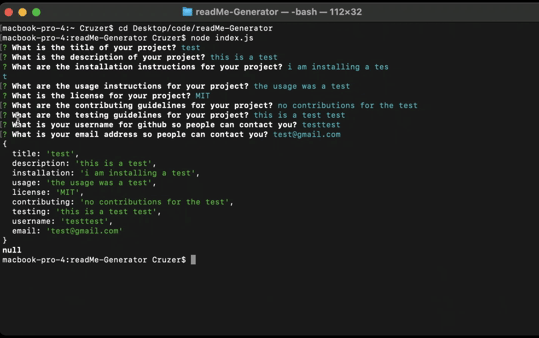 readMe-Generator — -bash — 112×32
[macbook-pro-4:~ Cruzer$ cd Desktop/code/readMe-Generator
[macbook-pro-4:readMe-Generator Cruzer$ node index.js
[? What is the title of your project? test
[? What is the description of your project? this is a test
? What are the installation instructions for your project? i am installing a tes
t
[? What are the usage instructions for your project? the usage was a test
[? What is the license for your project? MIT
[? What are the contributing guidelines for your project? no contributions for the test
[? What are the testing guidelines for your project? this is a test test
[? What is your username for github so people can contact you? testtest
? What is your email address so people can contact you? test@gmail.com
{
title: 'test',
description: 'this is a test',
installation: 'i am installing a test',
usage: 'the usage was a test',
license: 'MIT',
contributing: 'no contributions for the test',
testing: 'this is a test test',
username: 'testtest',
email: 'test@gmail.com'
}
null
macbook-pro-4:readMe-Generator Cruzer$